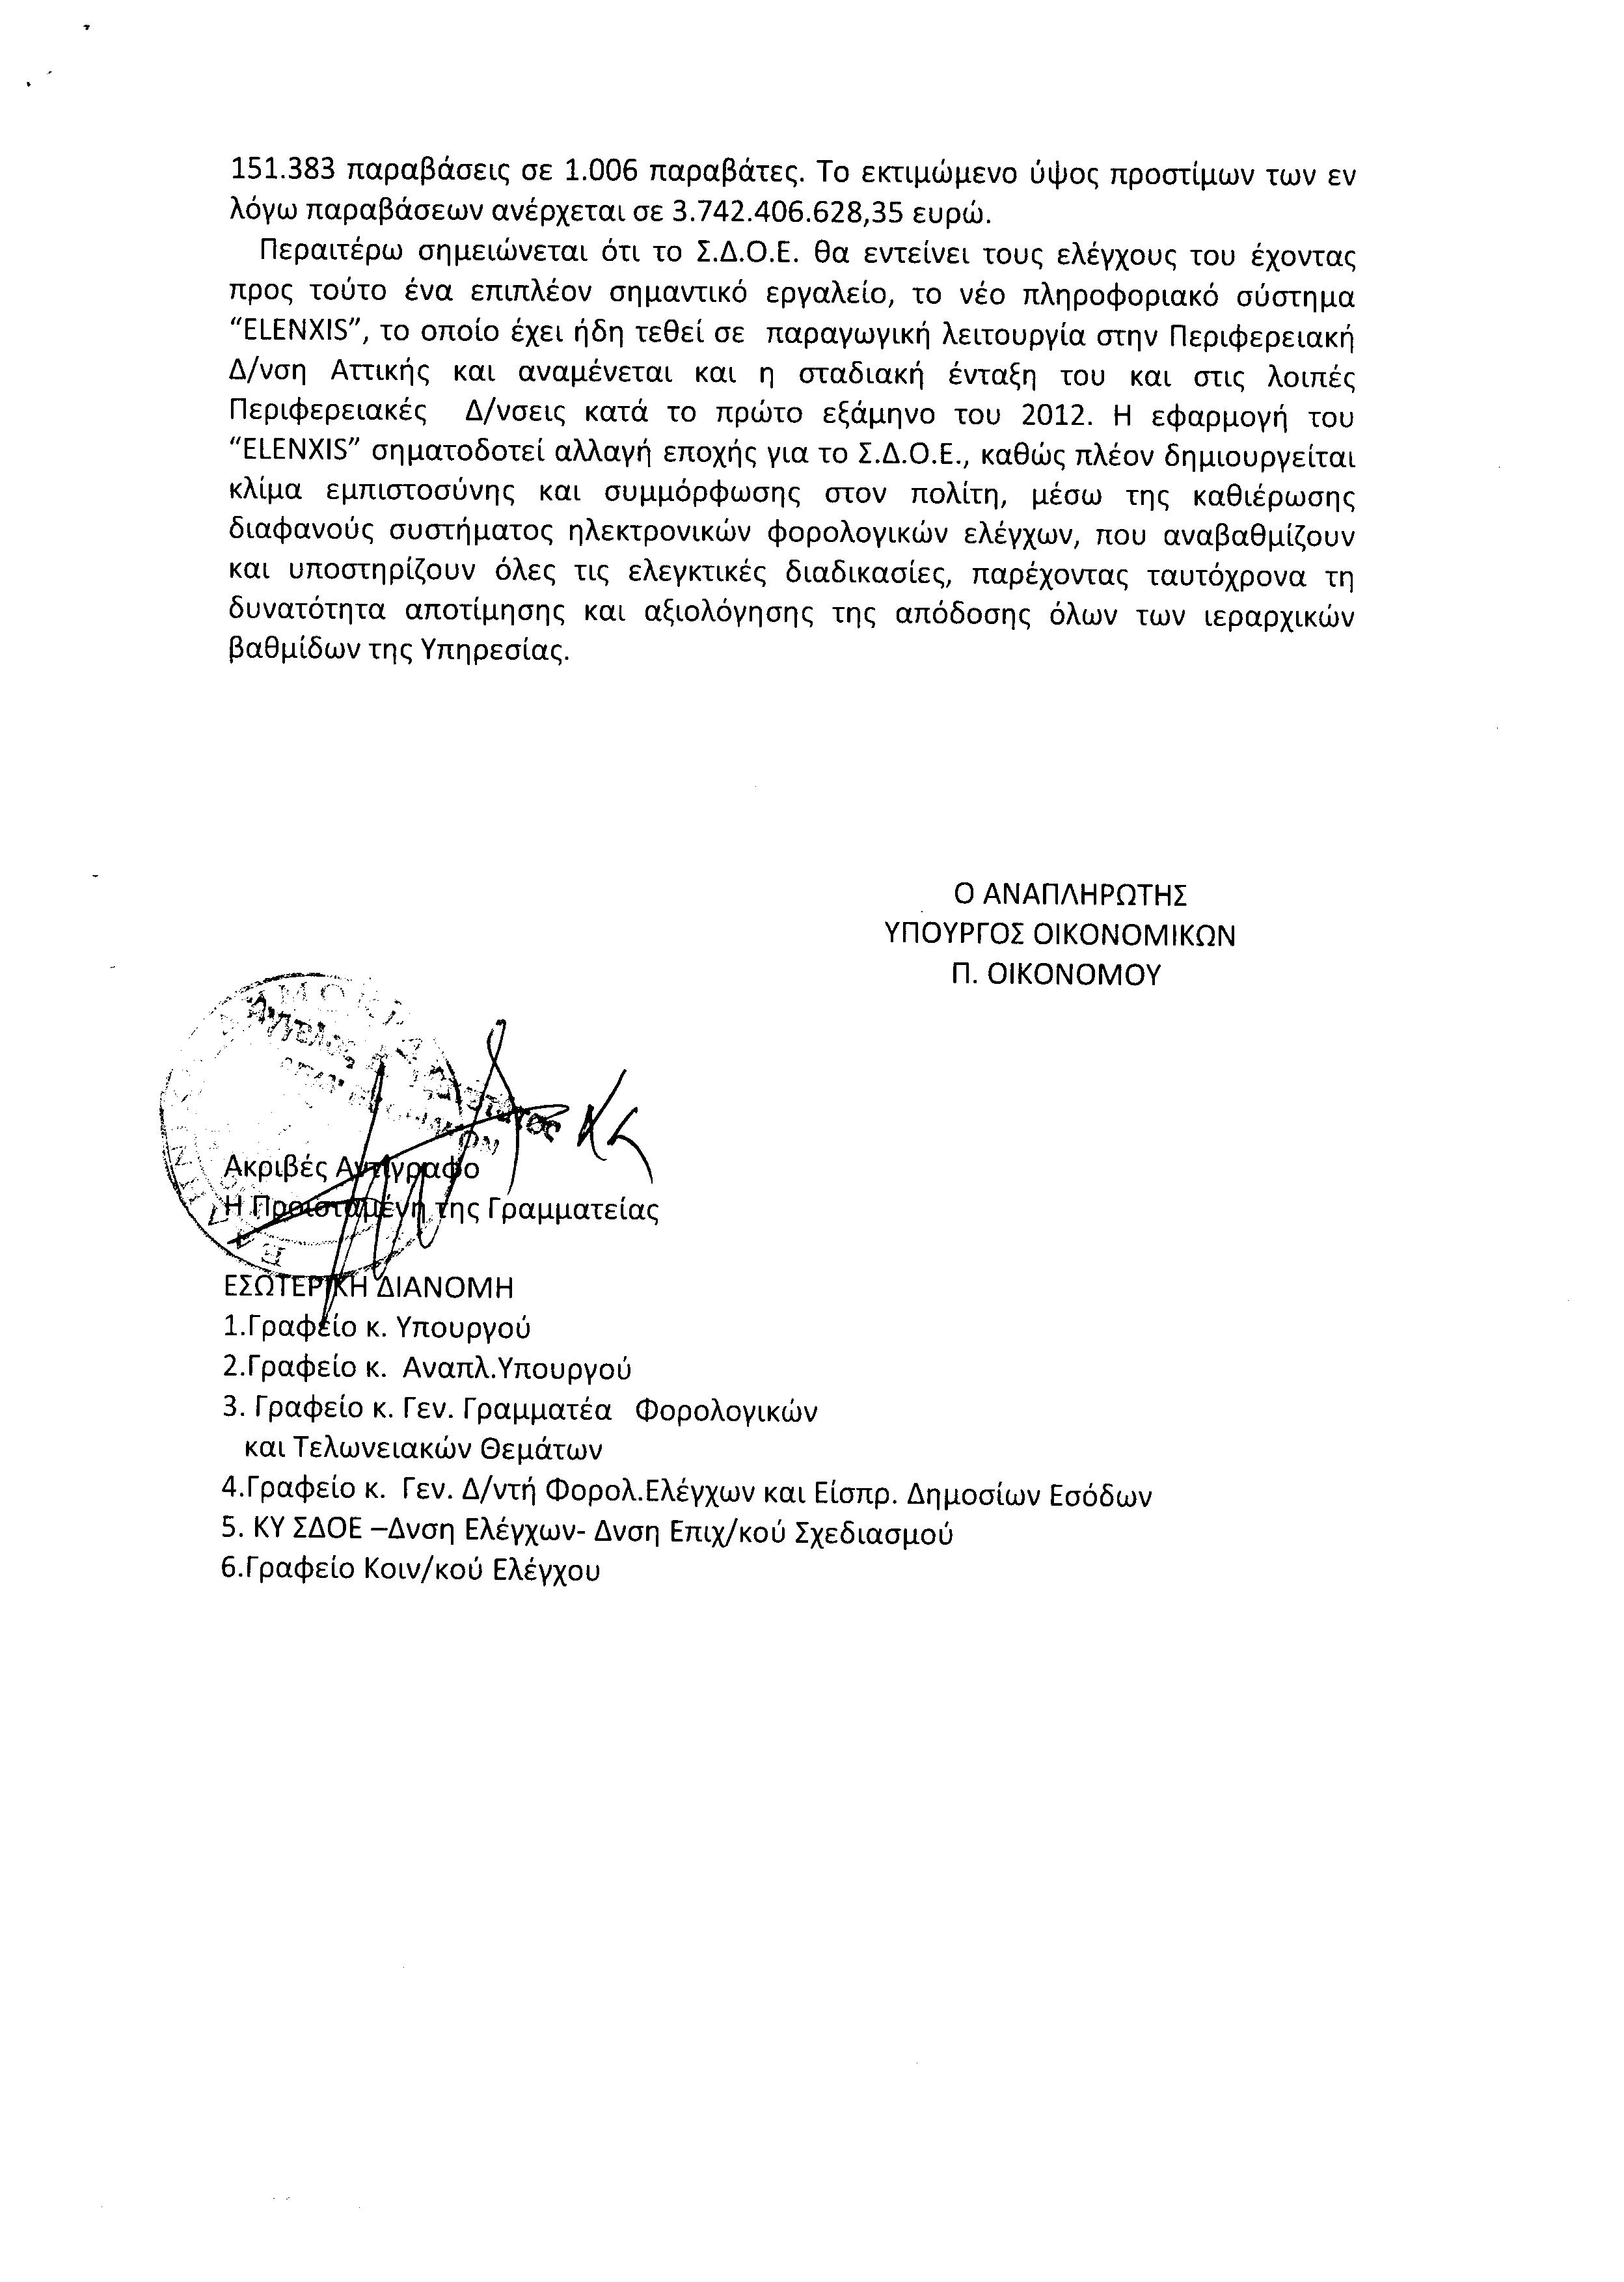 151.383 παραβάσεις σε 1.006 παραβάτες. Το εκτιμώμενο ύψος προστίμων των εν
λόγω παραβάσεων ανέρχεται σε 3.742.406.628,35 ευρώ.
Περαιτέρω σημειώνεται ότι το Σ.Δ.Ο.Ε. θα εντείνει τους ελέγχους του έχοντας
προς τούτο ένα επιπλέον σημαντικό εργαλείο, το νέο πληροφοριακό σύστημα
“ELENXIS”, το οποίο έχει ήδη τεθεί σε παραγωγική λειτουργία στην Περιφερειακή
Δ/νση Αττικής και αναμένεται και η σταδιακή ένταξη του και στις λοιπές
Περιφερειακές Δ/νσεις κατά το πρώτο εξάμηνο του 2012. Η εφαρμογή του
“ELENXIS” σηματοδοτεί αλλαγή εποχής για το Σ.Δ.Ο.Ε., καθώς πλέον δημιουργείται
κλίμα εμπιστοσύνης και συμμόρφωσης στον πολίτη, μέσω της καθιέρωσης
διαφανούς συστήματος ηλεκτρονικών φορολογικών ελέγχων, που αναβαθμίζουν
και υποστηρίζουν όλες τις ελεγκτικές διαδικασίες, παρέχοντας ταυτόχρονα τη
δυνατότητα αποτίμησης και αξιολόγησης της απόδοσης όλων των ιεραρχικών
βαθμίδων της Υπηρεσίας.
Ο ΑΝΑΠΛΗΡΩΤΗΣ
ΥΠΟΥΡΓΟΣ ΟΙΚΟΝΟΜΙΚΩΝ
Π. ΟΙΚΟΝΟΜΟΥ
Ακριβές Αντίγραφο
Η Προϊσταμένη της Γραμματείας
ΕΣΩΤΕΡΙΚΗ ΔΙΑΝΟΜΗ
1.Γραφείο κ. Υπουργού
2.Γραφείο κ. Αναπλ.Υπουργού
3. Γραφείο κ. Γεν. Γραμματέα Φορολογικών
και Τελωνειακών Θεμάτων
4.Γραφείο κ. Γεν. Δ/ντή Φορολ.Ελέγχων και Είσπρ. Δημοσίων Εσόδων
5. ΚΥ ΣΔΟΕ –Δνση Ελέγχων- Δνση Επιχ/κού Σχεδιασμού
6.Γραφείο Κοιν/κού Ελέγχου